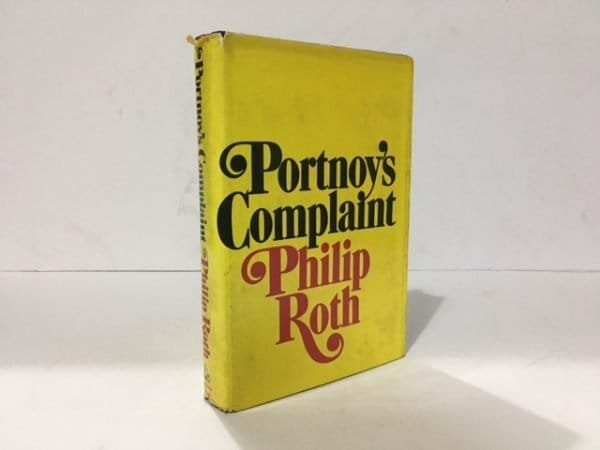 Portnoy's
Complaint
Philip
Roth
Portnoy's Complaint Philip Roth